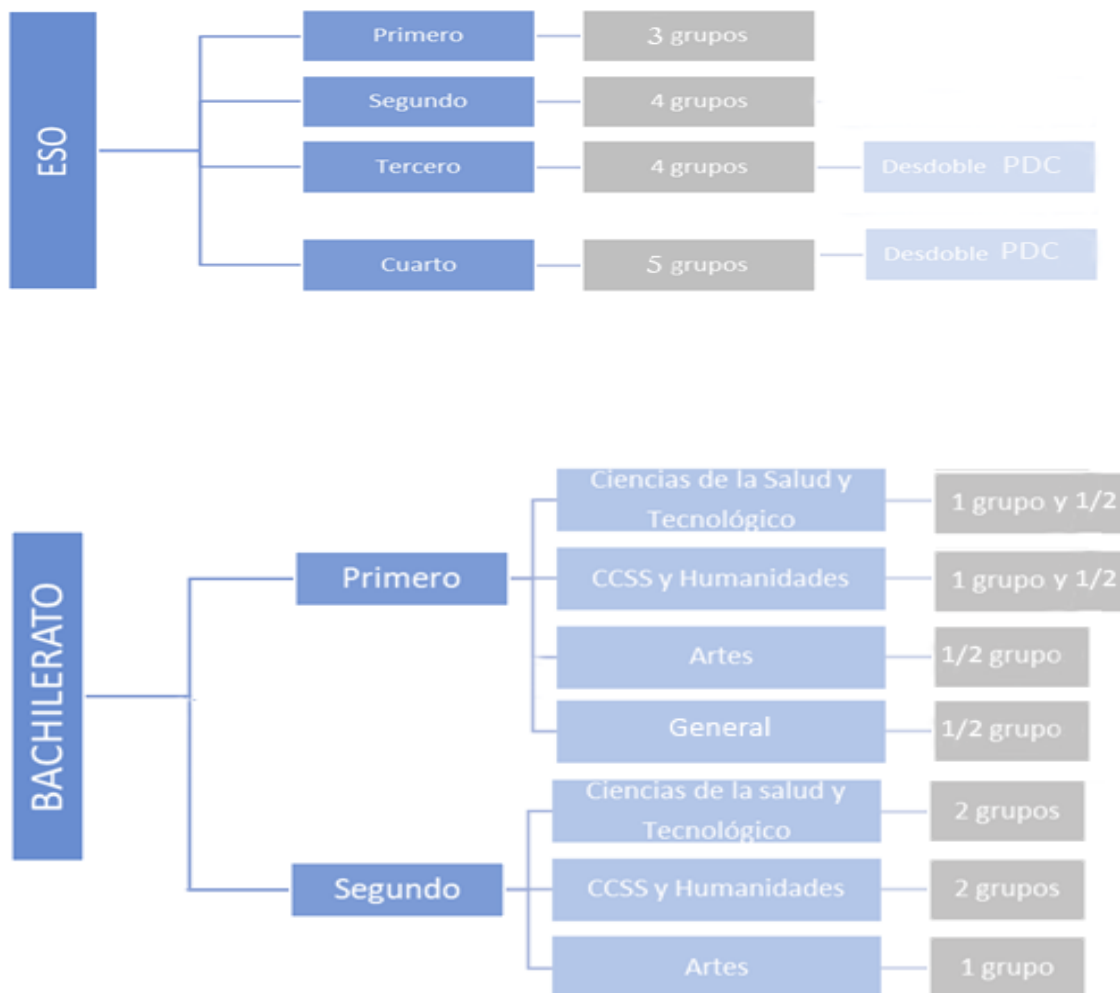 ESO
Primero
3 grupos
Segundo
4 grupos
Tercero
4 grupos
Desdoble PDC
Cuarto
5 grupos
Desdoble PDC
BACHILERATO
Primero
Ciencias de la Salud y
Tecnológico
1 grupo y 1/2
CCSS y Humanidades
1 grupo y 1/2
Artes
1/2 grupo
General
1/2 grupo
Segundo
Ciencias de la salud y
Tecnológico
2 grupos
CCSS y Humanidades
2 grupos
Artes
1 grupo